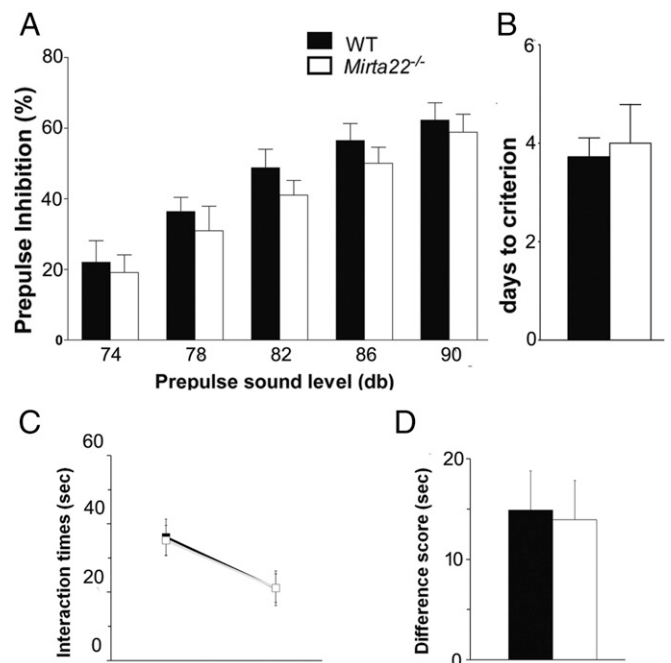 A
WT
Mirta22-/-
Prepulse Inhibition (%)
80
60
40
20
0
74 78 82 86 90
Prepulse sound level (db)
B
days to criterion
6
4
2
0
C
Interaction times (sec)
60
40
20
0
D
Difference score (sec)
20
10
0